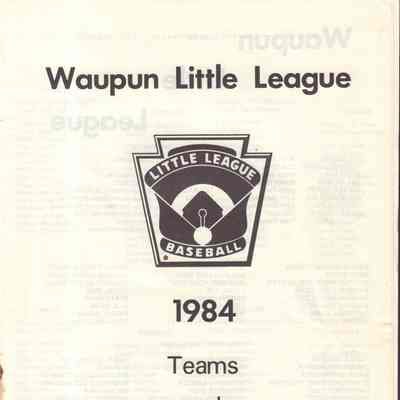 Waupun Little League
LITTLE LEAGUE
BASEBALL
®
1984
Teams